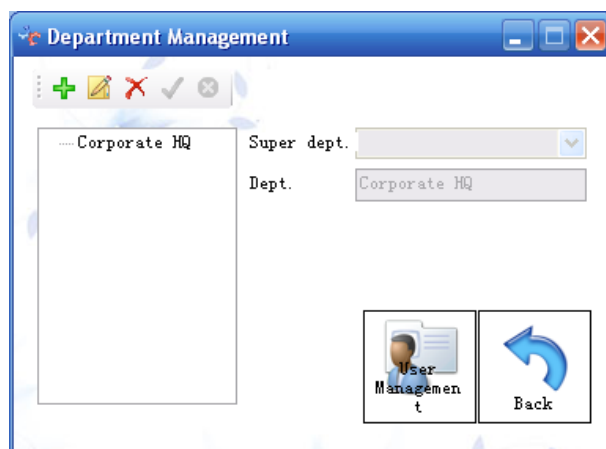 Department Management
Corporate HQ
Super dept.
Dept.
Corporate HQ
User
Managemen
t
Back